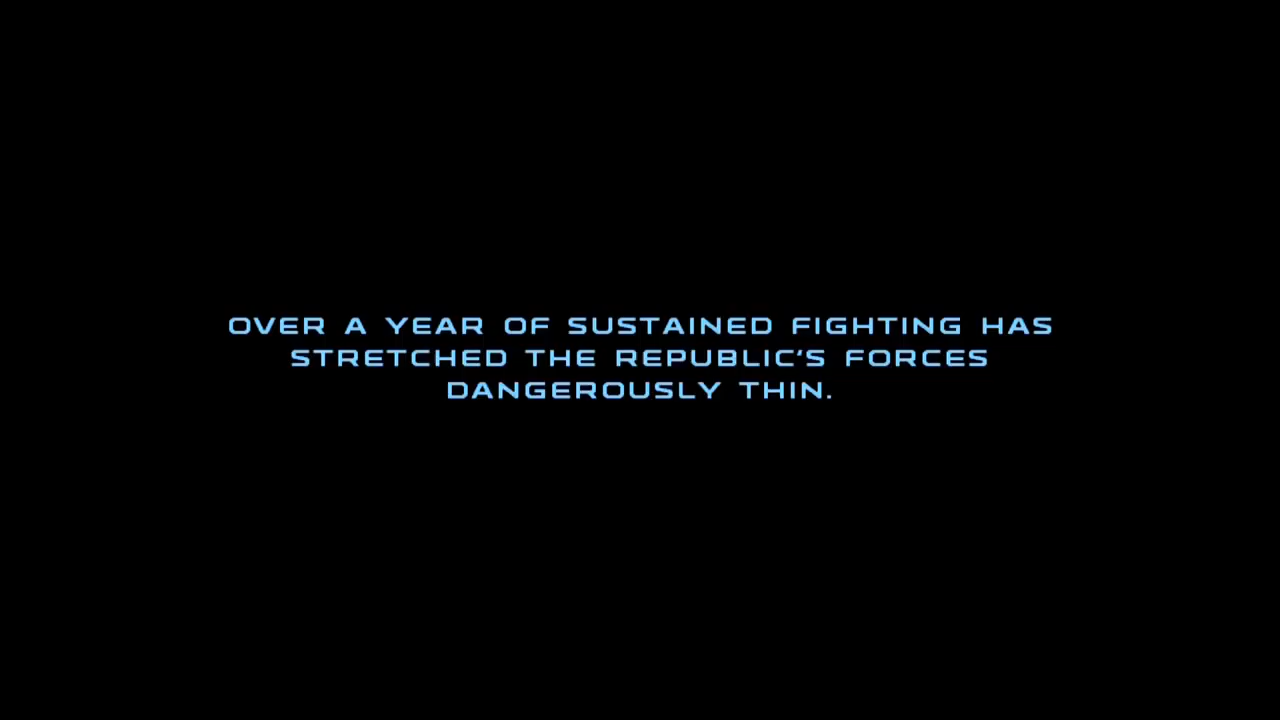 OVER A YEAR OF SUSTAINED FIGHTING HAS
STRETCHED THE REPUBLIC'S FORCES
DANGEROUSLY THIN.